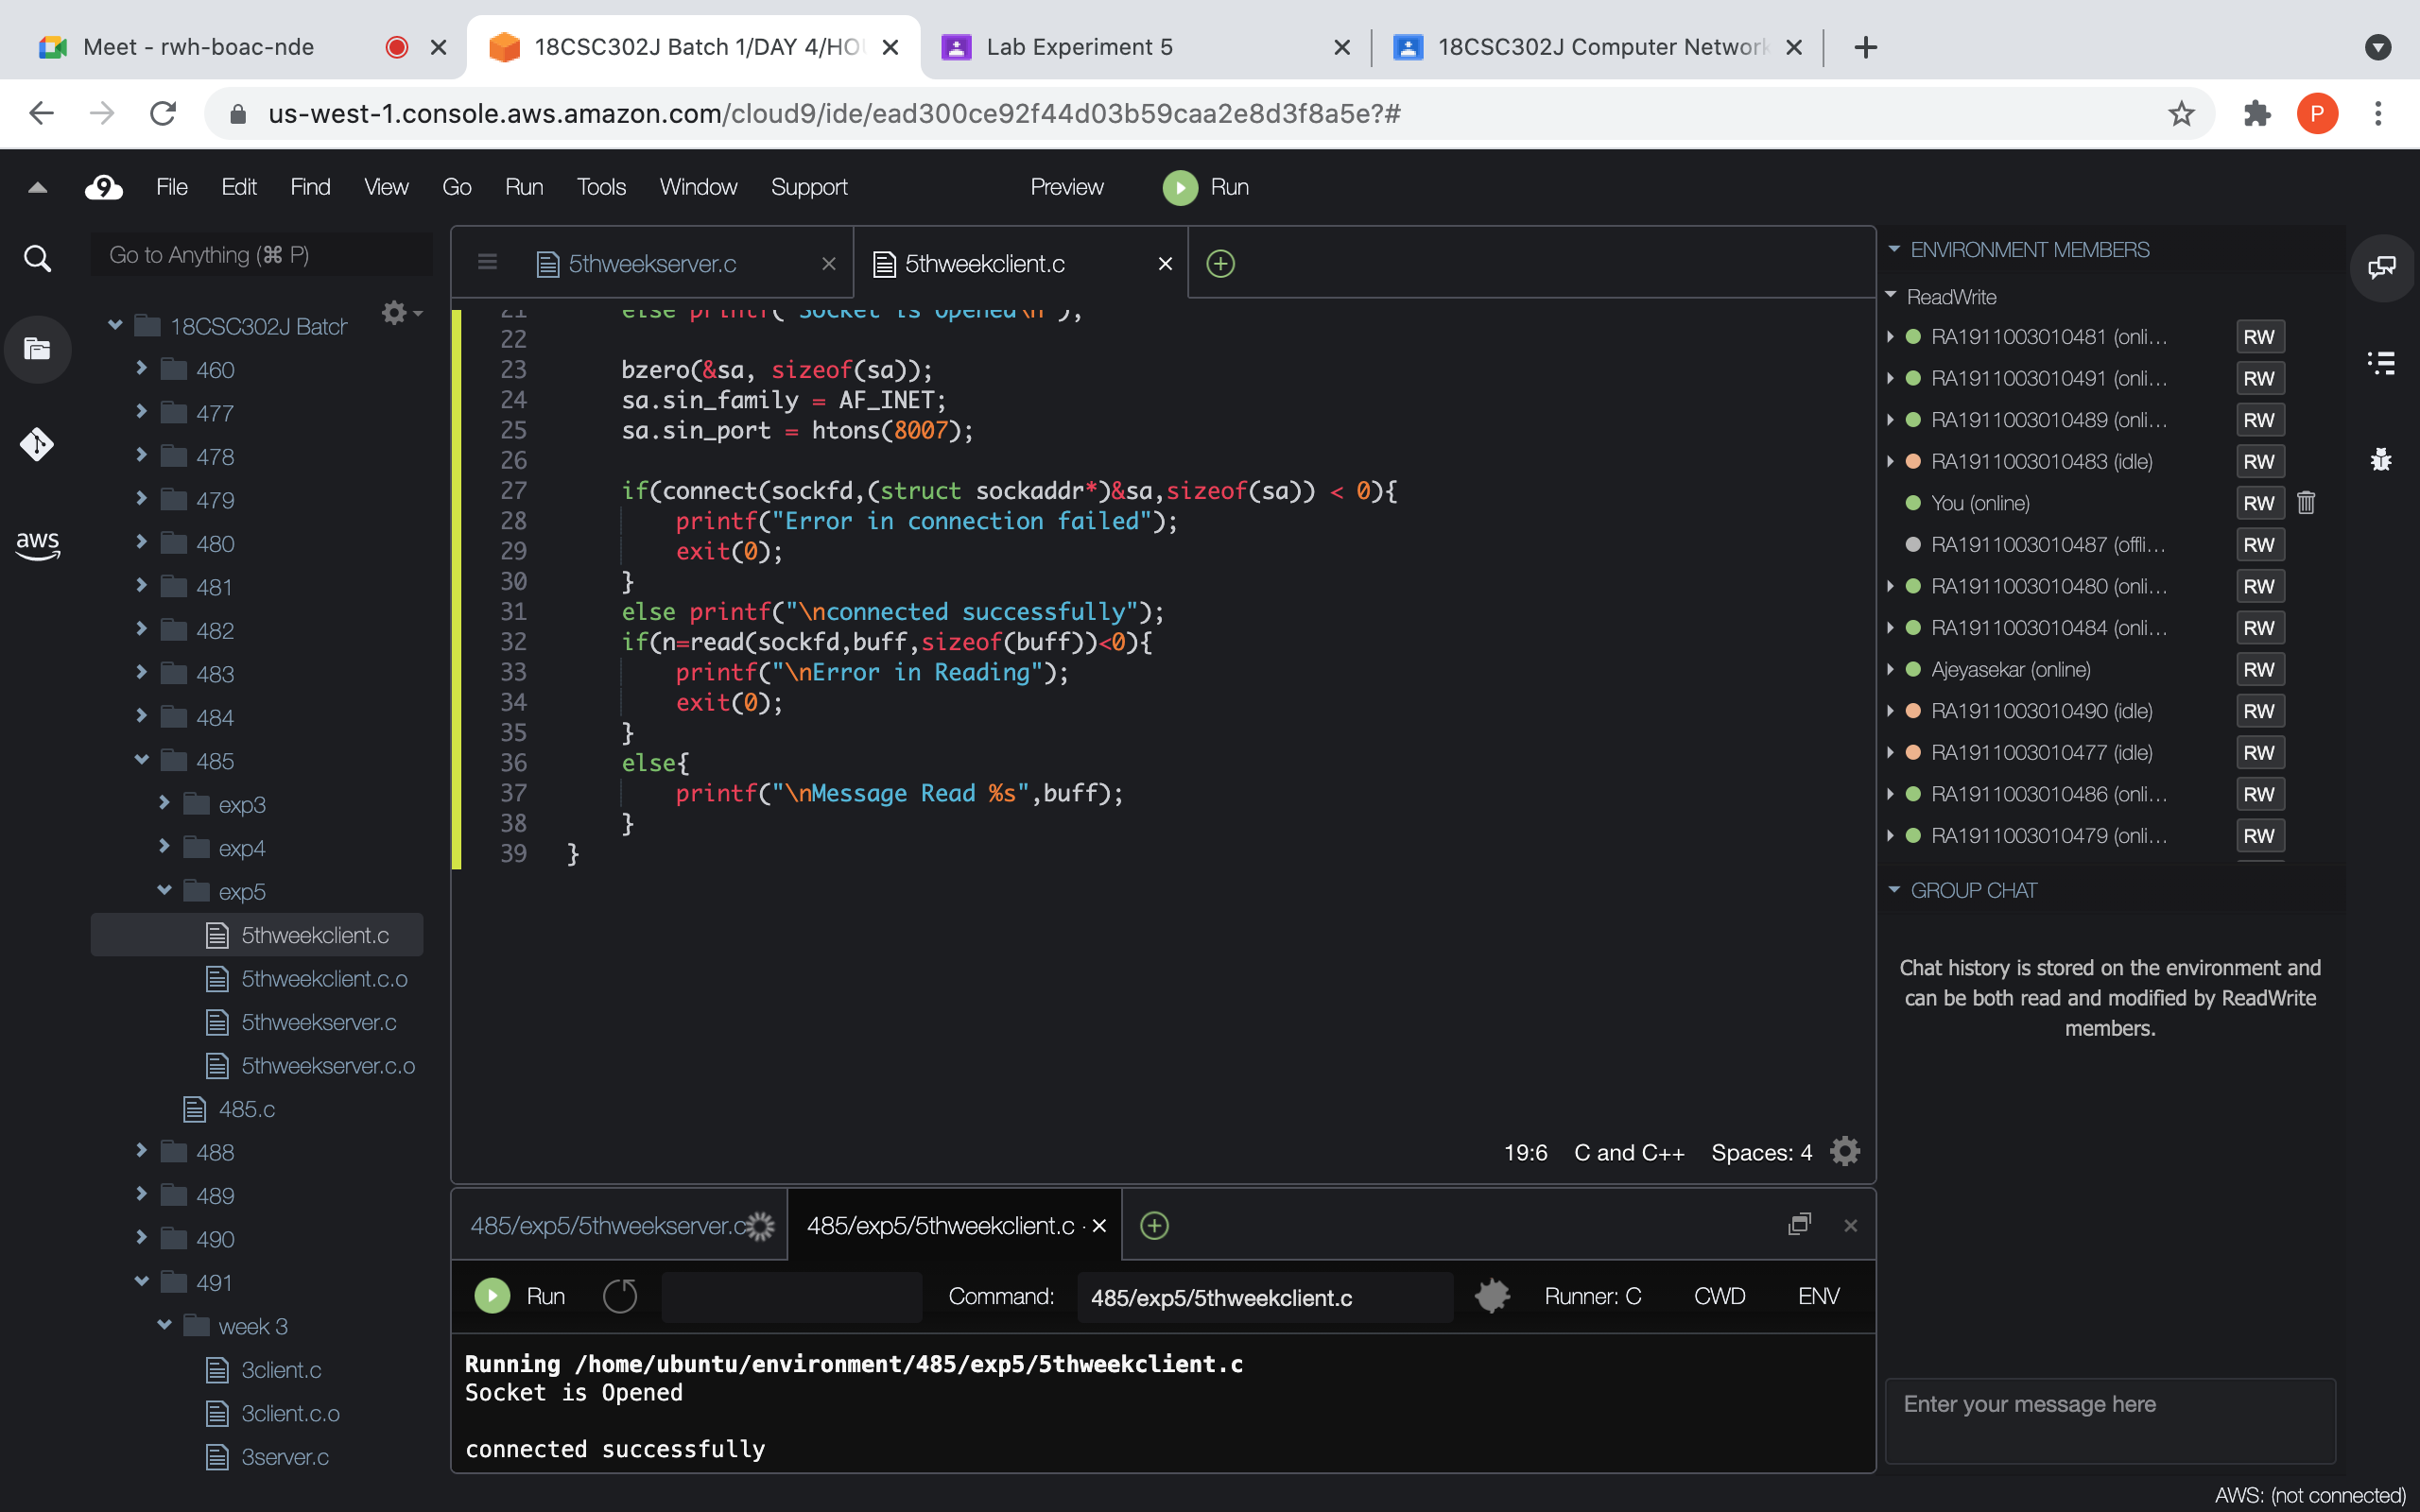 Meet - rwh-boac-nde
18CSC302J Batch 1/DAY 4/HO
Lab Experiment 5
18CSC302J Computer Network
us-west-1.console.aws.amazon.com/cloud9/ide/ead300ce92f44d03b59caa2e8d3f8a5e?#
P
9 File Edit Find View Go Run Tools Window Support Preview Run
Go to Anything (⌘ P)
aws
18CSC302J Batch
460
477
478
479
480
481
482
483
484
485
exp3
exp4
exp5
5thweekclient.c
5thweekclient.c.o
5thweekserver.c
5thweekserver.c.o
485.c
488
489
490
491
week 3
3client.c
3client.c.o
3server.c
5thweekserver.c
5thweekclient.c
21 else printf("Socket is Opened\n");
22
23 bzero(&sa, sizeof(sa));
24 sa.sin_family = AF_INET;
25 sa.sin_port = htons(8007);
26
27 if(connect(sockfd,(struct sockaddr*)&sa,sizeof(sa)) < 0){
28 printf("Error in connection failed");
29 exit(0);
30 }
31 else printf("\nconnected successfully");
32 if(n=read(sockfd,buff,sizeof(buff))<0){
33 printf("\nError in Reading");
34 exit(0);
35 }
36 else{
37 printf("\nMessage Read %s",buff);
38 }
39 }
19:6 C and C++ Spaces: 4
485/exp5/5thweekserver.c
485/exp5/5thweekclient.c -
Run Command: 485/exp5/5thweekclient.c Runner: C CWD ENV
Running /home/ubuntu/environment/485/exp5/5thweekclient.c
Socket is Opened
connected successfully
ENVIRONMENT MEMBERS
ReadWrite
RA1911003010481 (onli... RW
RA1911003010491 (onli... RW
RA1911003010489 (onli... RW
RA1911003010483 (idle) RW
You (online) RW
RA1911003010487 (offli... RW
RA1911003010480 (onli... RW
RA1911003010484 (onli... RW
Ajeyasekar (online) RW
RA1911003010490 (idle) RW
RA1911003010477 (idle) RW
RA1911003010486 (onli... RW
RA1911003010479 (onli... RW
GROUP CHAT
Chat history is stored on the environment and
can be both read and modified by ReadWrite
members.
Enter your message here
AWS: (not connected)